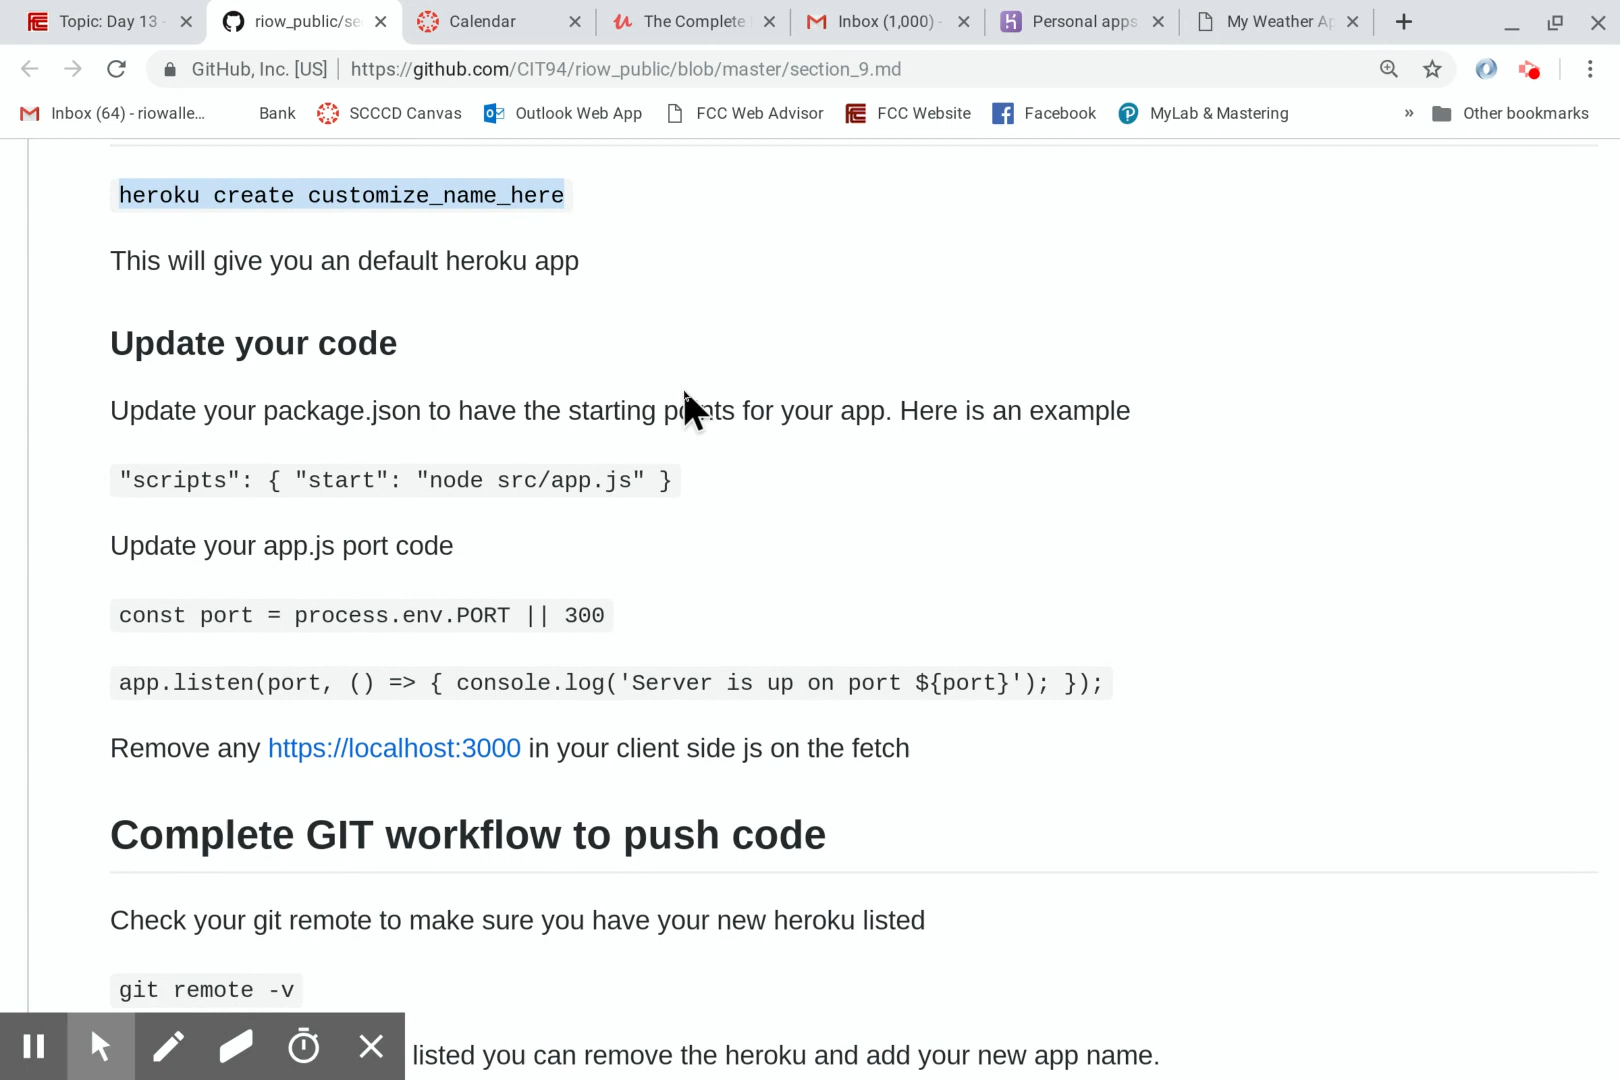 Topic: Day 13 -
riow_public/se
Calendar
The Complete
Inbox (1,000) -
Personal apps
My Weather Ap
GitHub, Inc. [US] | https://github.com/CIT94/riow_public/blob/master/section_9.md
Inbox (64) - riowalle...
Bank
SCCCD Canvas
Outlook Web App
FCC Web Advisor
FCC Website
Facebook
MyLab & Mastering
»
Other bookmarks
heroku create customize_name_here
This will give you an default heroku app
Update your code
Update your package.json to have the starting points for your app. Here is an example
"scripts": { "start": "node src/app.js" }
Update your app.js port code
const port = process.env.PORT || 300
app.listen(port, () => { console.log('Server is up on port ${port}'); });
Remove any https://localhost:3000 in your client side js on the fetch
Complete GIT workflow to push code
Check your git remote to make sure you have your new heroku listed
git remote -v
listed you can remove the heroku and add your new app name.